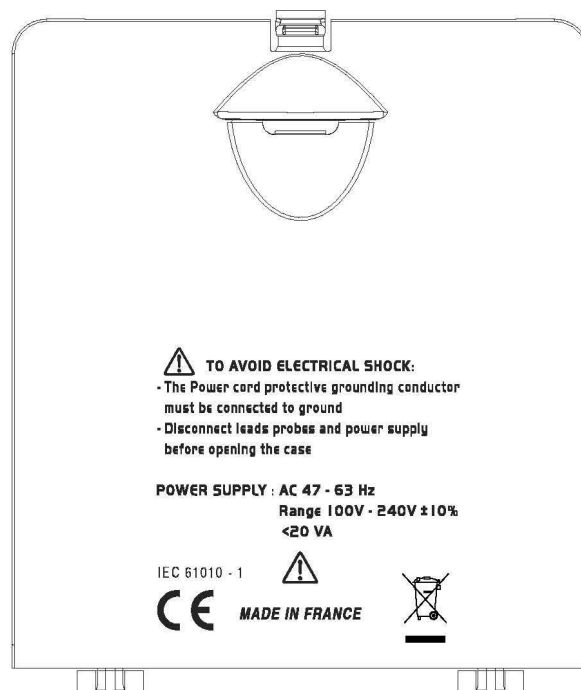 TO AVOID ELECTRICAL SHOCK:
- The Power cord protective grounding conductor
must be connected to ground
- Disconnect leads probes and power supply
before opening the case
POWER SUPPLY : AC 47 - 63 Hz
Range 100V - 240V ±10%
<20 VA
IEC 61010 - 1
CE MADE IN FRANCE